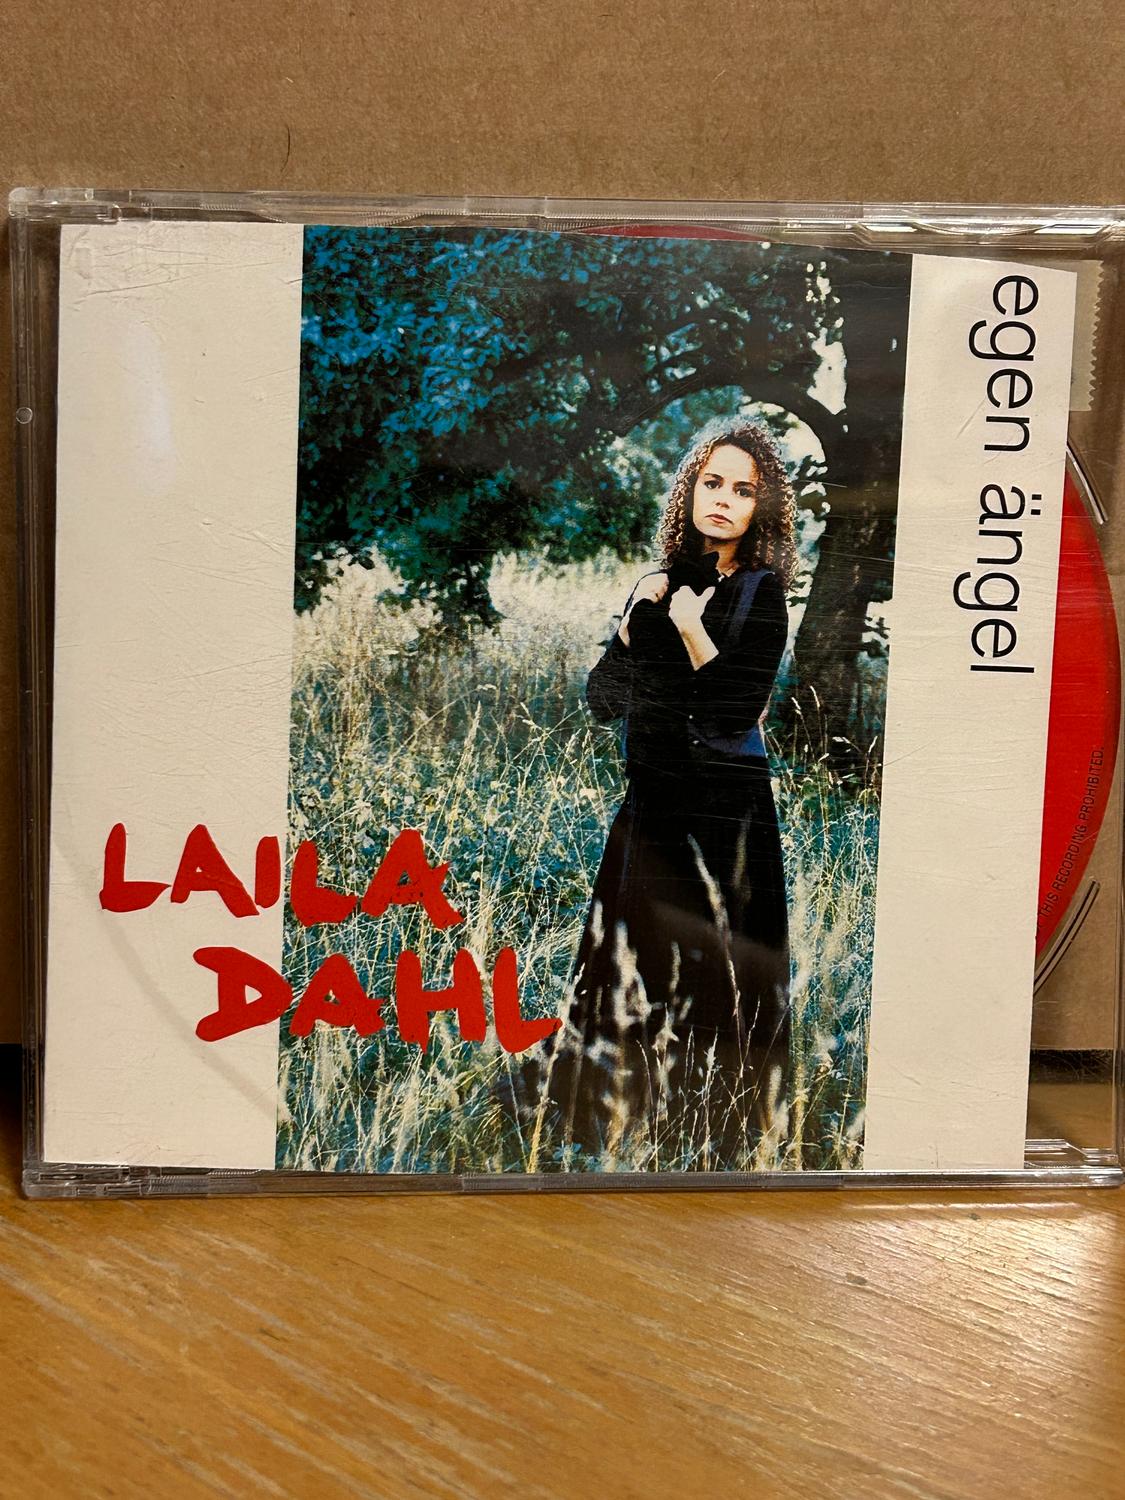 LAILA
DAHL
egen ängel
THIS RECORDING PROHIBITED.